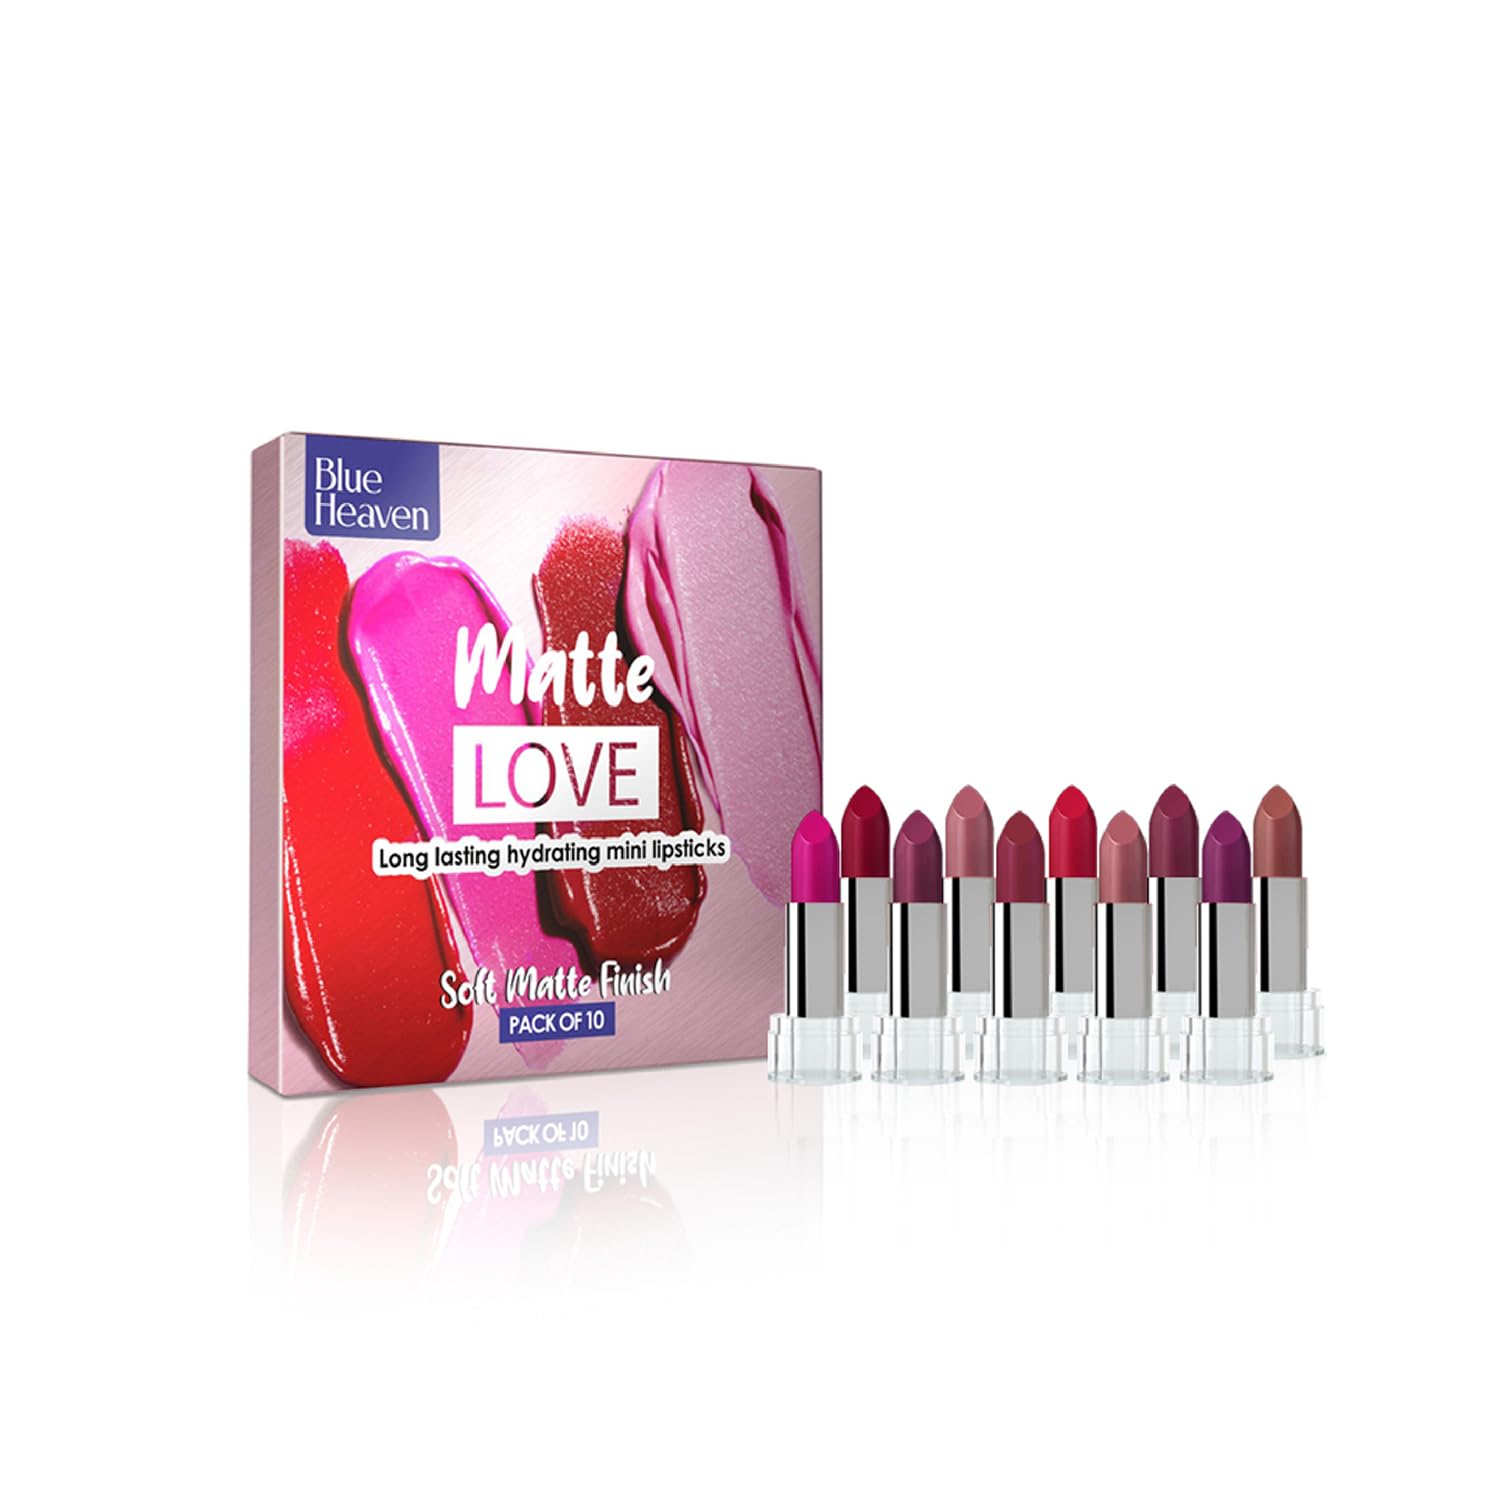 Blue
Heaven
Matte
LOVE
Long lasting hydrating mini lipsticks
Soft Matte Finish
PACK OF 10